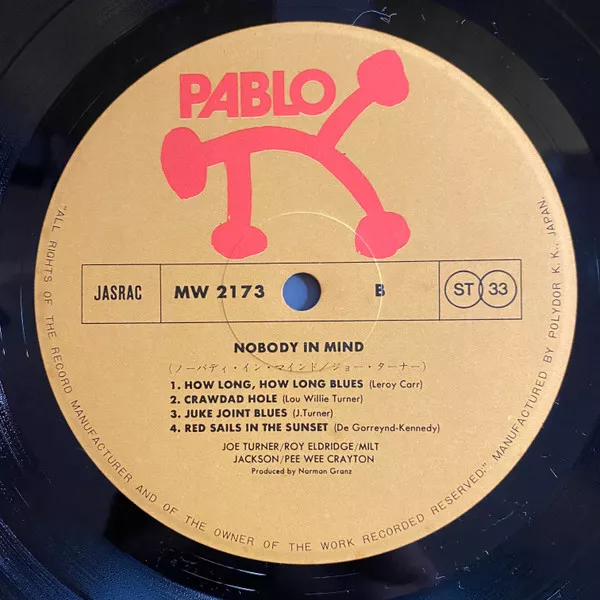 PABLO
JASRAC
MW 2173
B
ST 33
NOBODY iN MIND
(ノーバディ・イン・マインド/ジョー・ターナー)
1. HOW LONG, HOW LONG BLUES (Leroy Carr)
2. CRAWDAD HOLE (Lou Willie Turner)
3. JUKE JOINT BLUES (J.Turner)
4. RED SAILS IN THE SUNSET (De Gorreynd-Kennedy)
JOE TURNER/ROY ELDRIDGE/MILT
JACKSON/PEE WEE CRAYTON
Produced by Norman Granz
"ALL RIGHTS OF THE RECORD MANUFACTURER AND OF THE OWNER OF THE WORK RECORDED RESERVED." MANUFACTURED BY POLYDOR K. K., JAPAN.